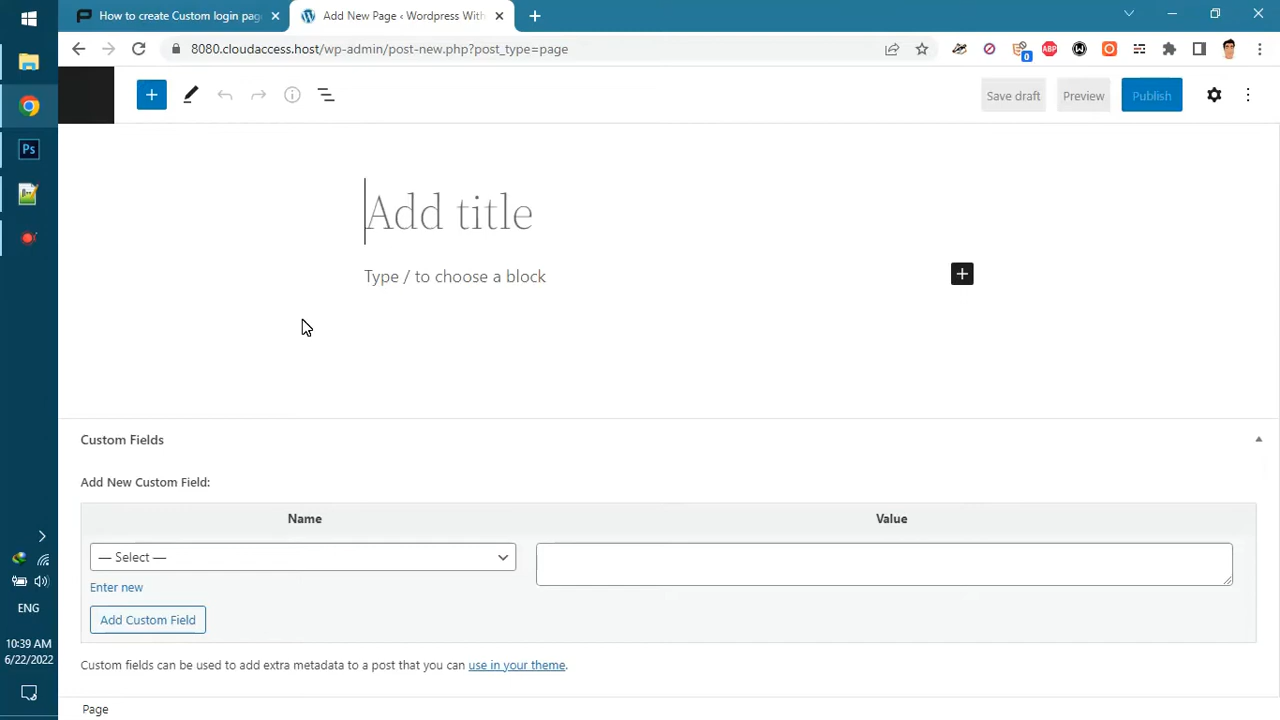 How to create Custom login pag
Add New Page ‹ Wordpress With
8080.cloudaccess.host/wp-admin/post-new.php?post_type=page
0
ABP
Ps
Save draft
Preview
Publish
Add title
Type / to choose a block
Custom Fields
Add New Custom Field:
Name
Value
— Select —
Enter new
Add Custom Field
Custom fields can be used to add extra metadata to a post that you can use in your theme.
Page
ENG
10:39 AM
6/22/2022